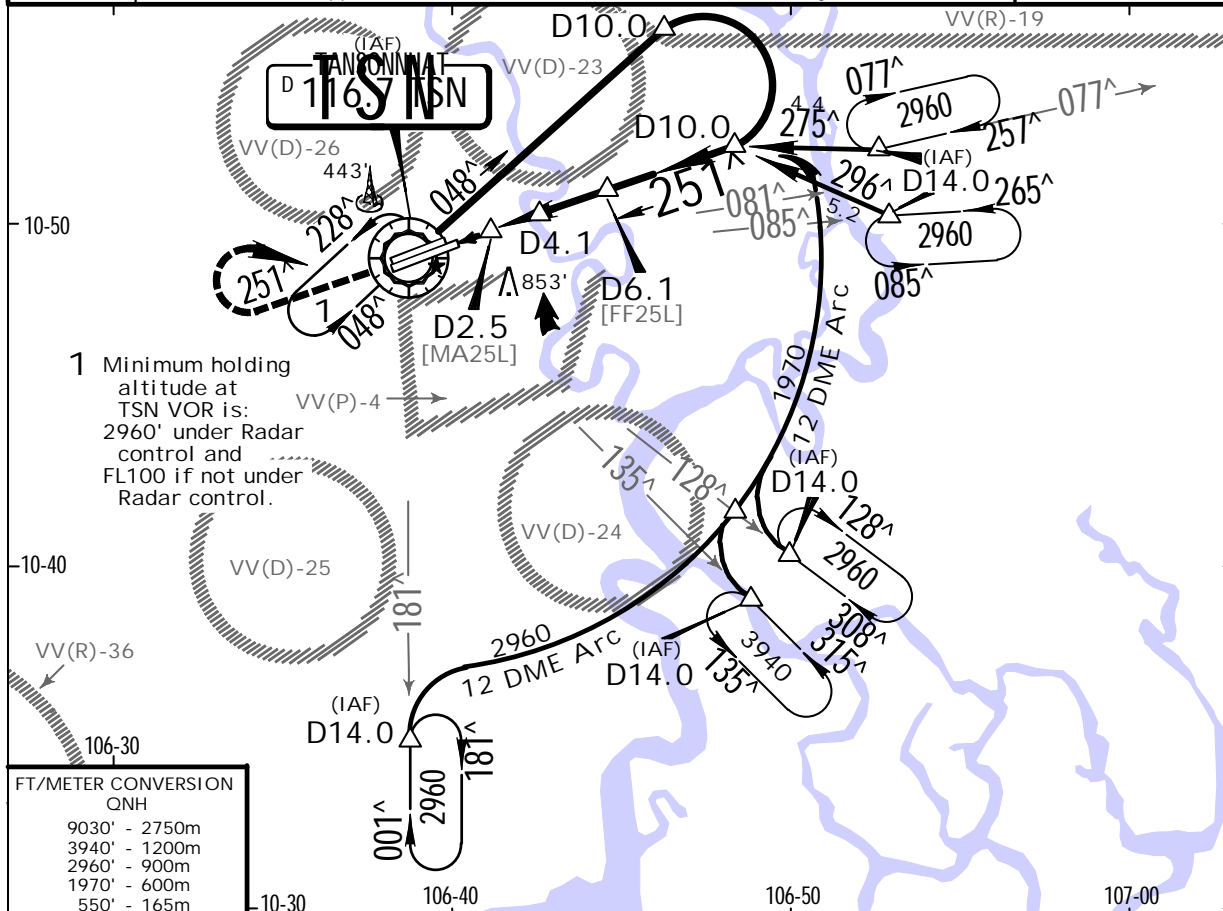 VV(R)-19
D10.0
(IAF)
TANSONNHAT
D 116.7 TSN
TSN
VV(D)-23
077^
2960
077^
257^
D10.0
4.4
275^
(IAF)
D14.0
VV(D)-26
443'
048^
296^
265^
251^
081^
085^
5.2
2960
085^
10-50
228^
D4.1
251^
1
048^
853'
D6.1
[FF25L]
D2.5
[MA25L]
1 Minimum holding
altitude at
TSN VOR is:
2960' under Radar
control and
FL100 if not under
Radar control.
VV(P)-4
1970
12 DME Arc
(IAF)
D14.0
135^
128^
128^
2960
308^
VV(D)-24
VV(D)-25
10-40
181^
315^
3940
135^
(IAF)
D14.0
2960
12 DME Arc
VV(R)-36
(IAF)
D14.0
106-30
181^
2960
001^
FT/METER CONVERSION
QNH
9030' - 2750m
3940' - 1200m
2960' - 900m
1970' - 600m
550' - 165m
10-30
106-40
106-50
107-00